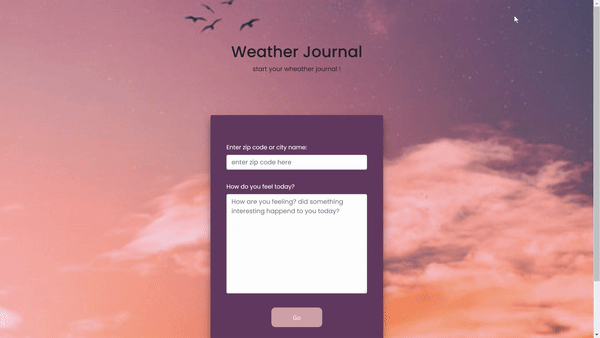 Weather Journal
start your wheather journal !
Enter zip code or city name:
enter zip code here
How do you feel today?
How are you feeling? did something
interesting happend to you today?
Go